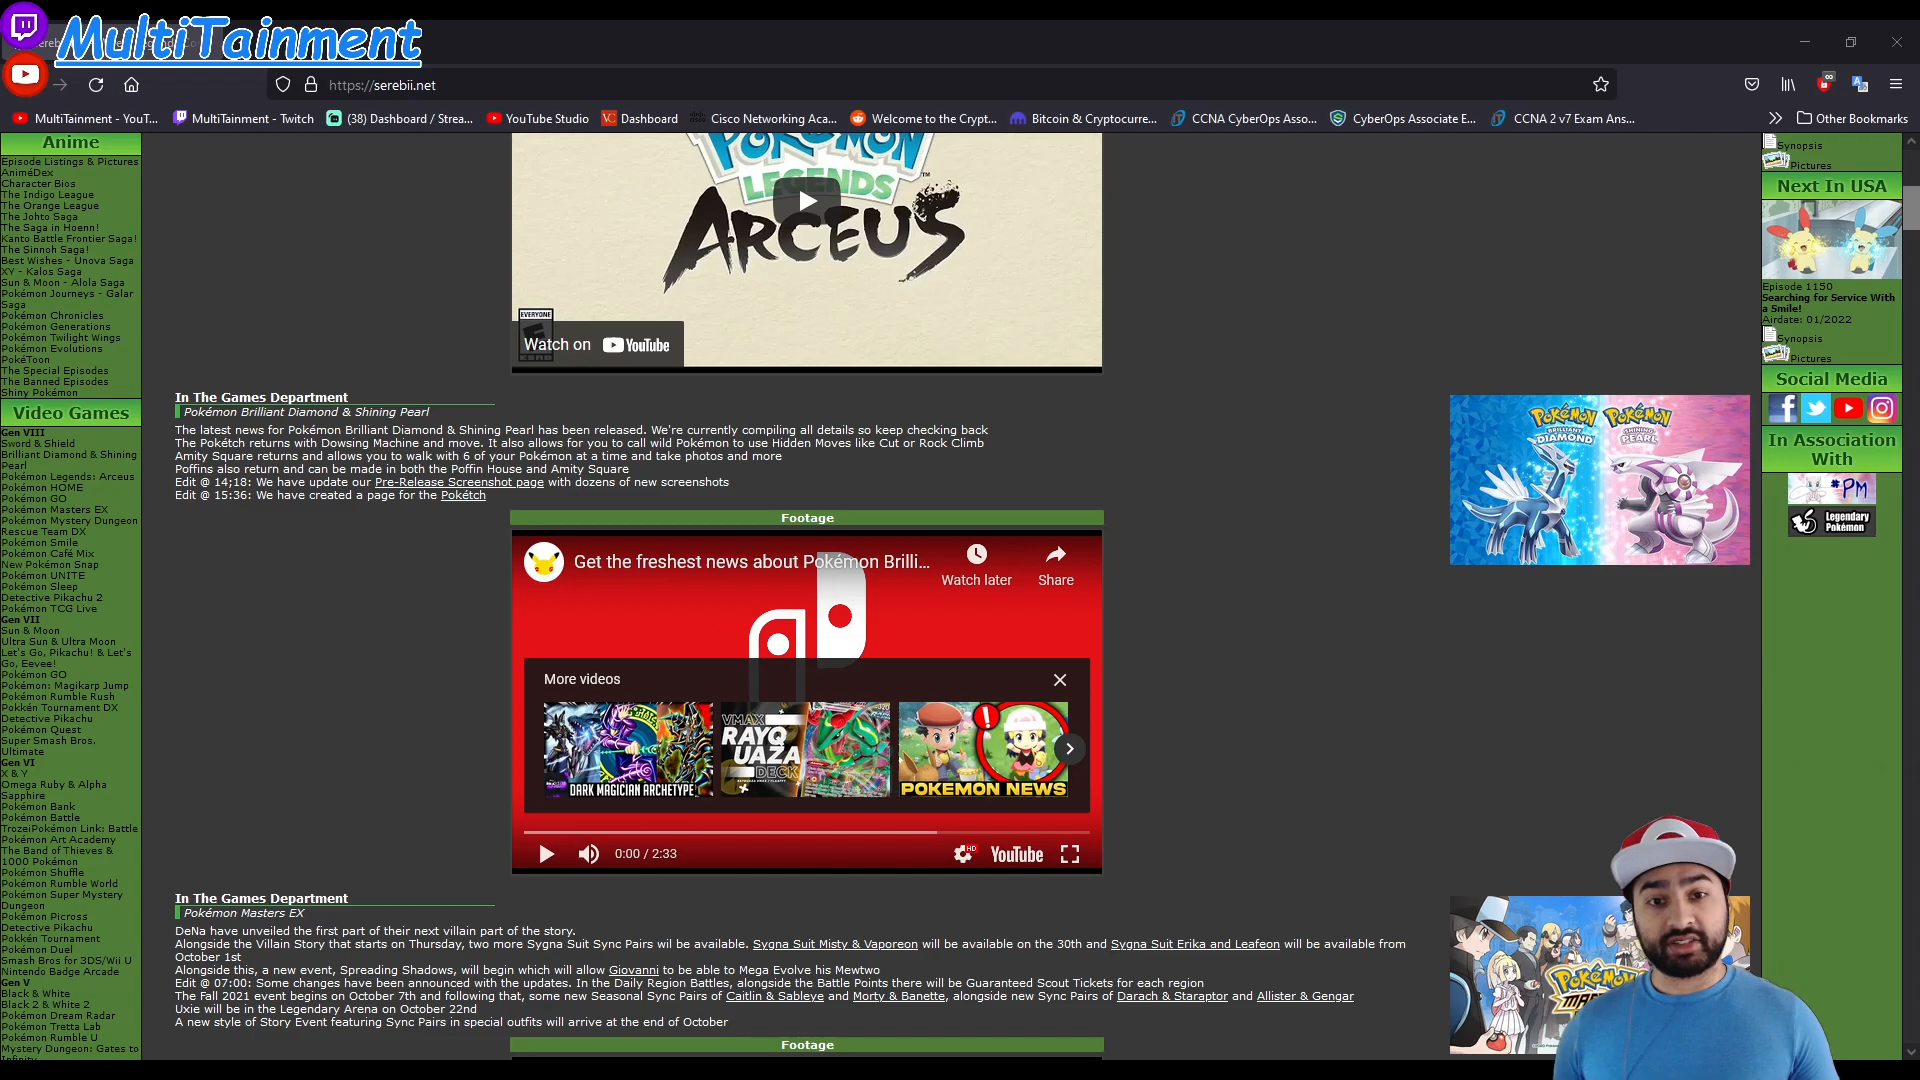 MultiTainment
https://serebii.net
MultiTainment - YouT...
MultiTainment - Twitch
(38) Dashboard / Strea...
YouTube Studio
Dashboard
Cisco Networking Aca...
Welcome to the Crypt...
Bitcoin & Cryptocurre...
CCNA CyberOps Asso...
CyberOps Associate E...
CCNA 2 v7 Exam Ans...
Other Bookmarks
Anime
Episode Listings & Pictures
AniméDex
Character Bios
The Indigo League
The Orange League
The Johto Saga
The Saga in Hoenn!
Kanto Battle Frontier Saga!
The Sinnoh Saga!
Best Wishes - Unova Saga
XY - Kalos Saga
Sun & Moon - Alola Saga
Pokémon Journeys - Galar
Saga
Pokémon Chronicles
Pokémon Generations
Pokémon Twilight Wings
Pokémon Evolutions
PokéToon
The Special Episodes
The Banned Episodes
Shiny Pokémon
Video Games
Gen VIII
Sword & Shield
Brilliant Diamond & Shining
Pearl
Pokémon Legends: Arceus
Pokémon HOME
Pokémon GO
Pokémon Masters EX
Pokémon Mystery Dungeon
Rescue Team DX
Pokémon Smile
Pokémon Café Mix
New Pokémon Snap
Pokémon UNITE
Pokémon Sleep
Detective Pikachu 2
Pokémon TCG Live
Gen VII
Sun & Moon
Ultra Sun & Ultra Moon
Let's Go, Pikachu! & Let's
Go, Eevee!
Pokémon GO
Pokémon: Magikarp Jump
Pokémon Rumble Rush
Pokkén Tournament DX
Detective Pikachu
Pokémon Quest
Super Smash Bros.
Ultimate
Gen VI
X & Y
Omega Ruby & Alpha
Sapphire
Pokémon Bank
Pokémon Battle
TrozeiPokémon Link: Battle
Pokémon Art Academy
The Band of Thieves &
1000 Pokémon
Pokémon Shuffle
Pokémon Rumble World
Pokémon Super Mystery
Dungeon
Pokémon Picross
Detective Pikachu
Pokkén Tournament
Pokémon Duel
Smash Bros for 3DS/Wii U
Nintendo Badge Arcade
Gen V
Black & White
Black 2 & White 2
Pokémon Dream Radar
Pokémon Tretta Lab
Pokémon Rumble U
Mystery Dungeon: Gates to
Infinity
POKÉMON
LEGENDS
ARCEUS
EVERYONE
E
ESRB
Watch on YouTube
In The Games Department
Pokémon Brilliant Diamond & Shining Pearl
The latest news for Pokémon Brilliant Diamond & Shining Pearl has been released. We're currently compiling all details so keep checking back
The Pokétch returns with Dowsing Machine and move. It also allows for you to call wild Pokémon to use Hidden Moves like Cut or Rock Climb
Amity Square returns and allows you to walk with 6 of your Pokémon at a time and take photos and more
Poffins also return and can be made in both the Poffin House and Amity Square
Edit @ 14;18: We have update our Pre-Release Screenshot page with dozens of new screenshots
Edit @ 15:36: We have created a page for the Pokétch
POKÉMON BRILLIANT DIAMOND
POKÉMON SHINING PEARL
Footage
Get the freshest news about Pokémon Brilli...
Watch later
Share
More videos
DARK MAGICIAN ARCHETYPE
VMAX
RAYQ
UAZA
DECK
320
POKEMON NEWS
0:00 / 2:33
HD
YouTube
In The Games Department
Pokémon Masters EX
DeNa have unveiled the first part of their next villain part of the story.
Alongside the Villain Story that starts on Thursday, two more Sygna Suit Sync Pairs wil be available. Sygna Suit Misty & Vaporeon will be available on the 30th and Sygna Suit Erika and Leafeon will be available from
October 1st
Alongside this, a new event, Spreading Shadows, will begin which will allow Giovanni to be able to Mega Evolve his Mewtwo
Edit @ 07:00: Some changes have been announced with the updates. In the Daily Region Battles, alongside the Battle Points there will be Guaranteed Scout Tickets for each region
The Fall 2021 event begins on October 7th and following that, some new Seasonal Sync Pairs of Caitlin & Sableye and Morty & Banette, alongside new Sync Pairs of Darach & Staraptor and Allister & Gengar
Uxie will be in the Legendary Arena on October 22nd
A new style of Story Event featuring Sync Pairs in special outfits will arrive at the end of October
Footage
Synopsis
Pictures
Next In USA
Episode 1150
Searching for Service With
a Smile!
Airdate: 01/2022
Synopsis
Pictures
Social Media
In Association
With
#PM
Legendary
Pokémon